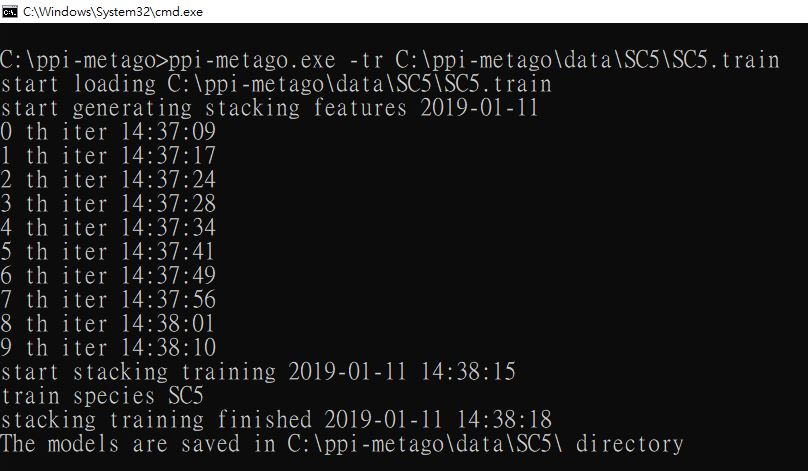 C:\Windows\System32\cmd.exe
C:\ppi-metago>ppi-metago.exe -tr C:\ppi-metago\data\SC5\SC5.train
start loading C:\ppi-metago\data\SC5\SC5.train
start generating stacking features 2019-01-11
0 th iter 14:37:09
1 th iter 14:37:17
2 th iter 14:37:24
3 th iter 14:37:28
4 th iter 14:37:34
5 th iter 14:37:41
6 th iter 14:37:49
7 th iter 14:37:56
8 th iter 14:38:01
9 th iter 14:38:10
start stacking training 2019-01-11 14:38:15
train species SC5
stacking training finished 2019-01-11 14:38:18
The models are saved in C:\ppi-metago\data\SC5\ directory